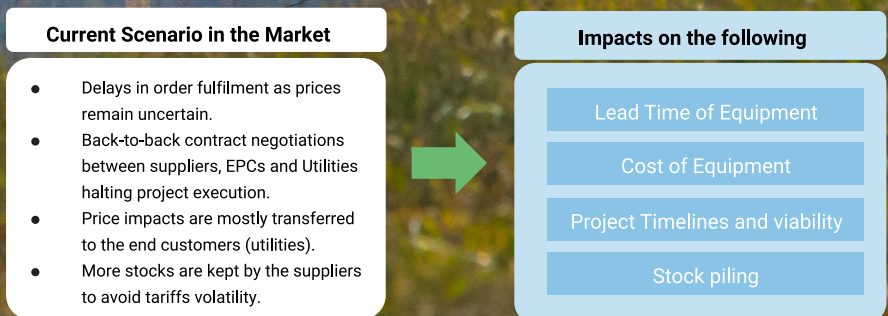 Current Scenario in the Market
● Delays in order fulfilment as prices
remain uncertain.
● Back-to-back contract negotiations
between suppliers, EPCs and Utilities
halting project execution.
● Price impacts are mostly transferred
to the end customers (utilities).
● More stocks are kept by the suppliers
to avoid tariffs volatility.
Impacts on the following
Lead Time of Equipment
Cost of Equipment
Project Timelines and viability
Stock piling